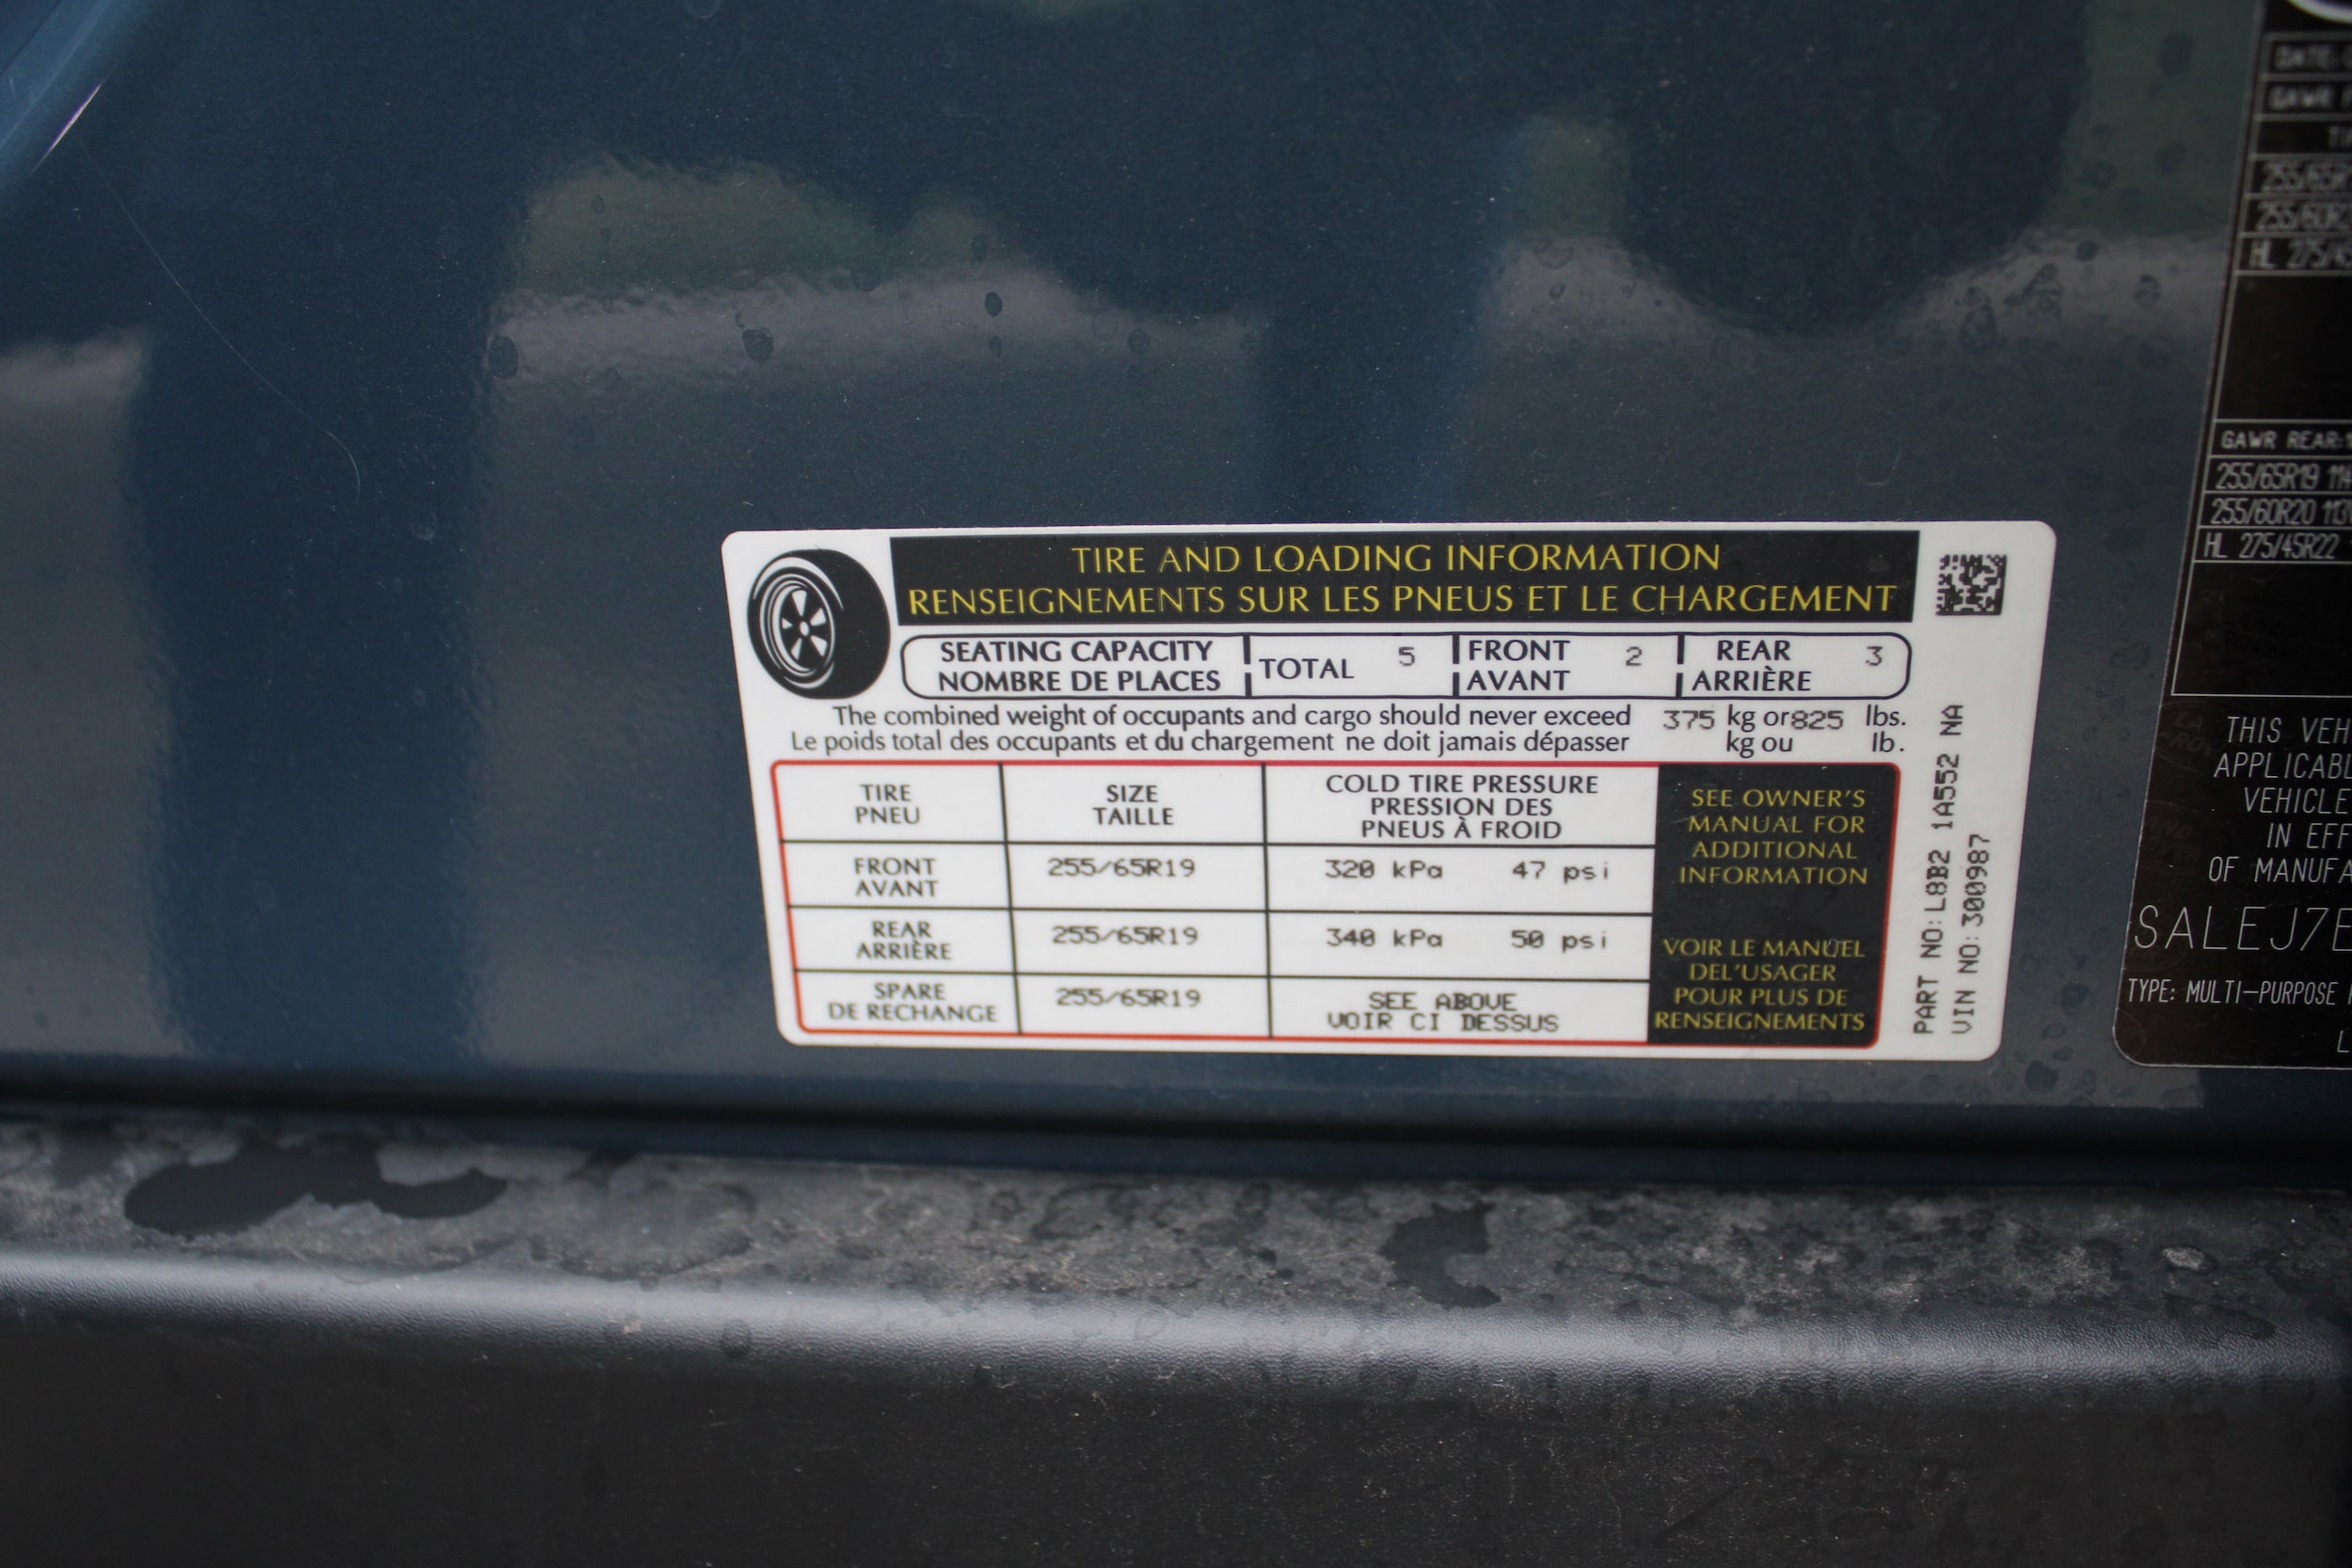 TIRE AND LOADING INFORMATION
RENSEIGNEMENTS SUR LES PNEUS ET LE CHARGEMENT
SEATING CAPACITY
NOMBRE DE PLACES
TOTAL 5
FRONT
AVANT 2
REAR
ARRIÈRE 3
The combined weight of occupants and cargo should never exceed 375 kg or 825 lbs.
Le poids total des occupants et du chargement ne doit jamais dépasser kg ou lb.
TIRE
PNEU
SIZE
TAILLE
COLD TIRE PRESSURE
PRESSION DES
PNEUS À FROID
FRONT
AVANT
255/65R19
320 kPa 47 psi
REAR
ARRIÈRE
255/65R19
340 kPa 50 psi
SPARE
DE RECHANGE
255/65R19
SEE ABOVE
VOIR CI DESSUS
SEE OWNER'S
MANUAL FOR
ADDITIONAL
INFORMATION
VOIR LE MANUEL
DEL'USAGER
POUR PLUS DE
RENSEIGNEMENTS
PART NO: L8B2 1A552 NA
VIN NO: 300987
GAWR REAR:
255/65R19
255/60R20
HL 275/45R22
THIS VEH
APPLICABL
VEHICLE
IN EFF
OF MANUFA
SALEJ7E
TYPE: MULTI-PURPOSE